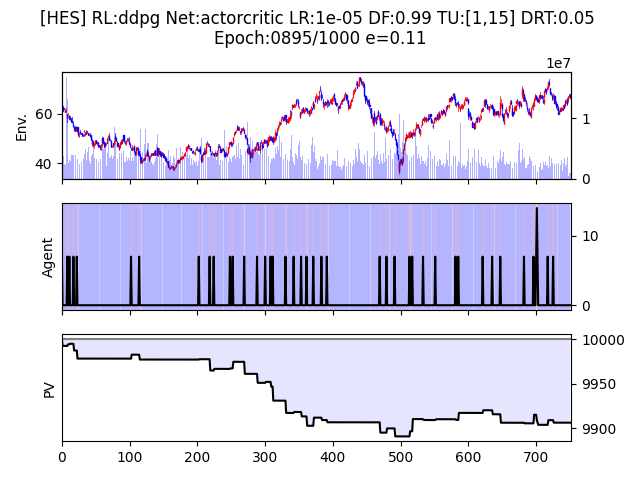 [HES] RL:ddpg Net:actorcritic LR:1e-05 DF:0.99 TU:[1,15] DRT:0.05
Epoch:0895/1000 e=0.11
1e7
Env.
60
40
1
0
Agent
10
0
PV
10000
9950
9900
0 100 200 300 400 500 600 700